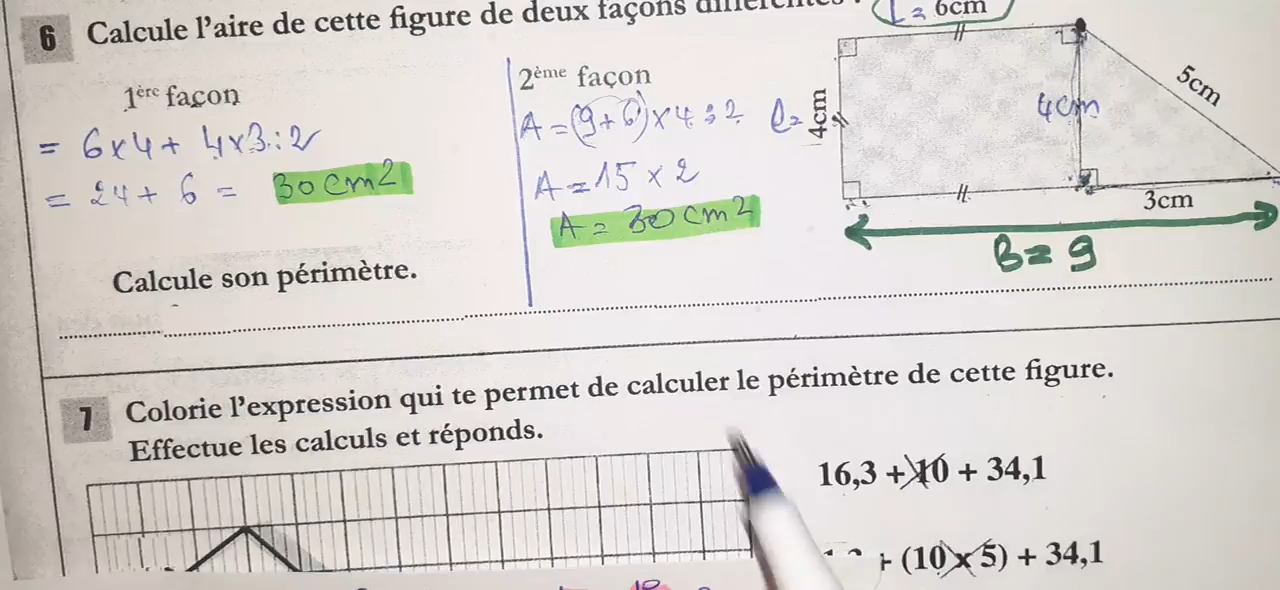 6 Calcule l'aire de cette figure de deux façons
L = 6cm
1ère façon
= 6x4 + 4x3:2
= 24 + 6 = 30 cm2
2ème façon
A = (9+6)x4:2
A = 15 x 2
A = 30 cm2
l = 4cm
4cm
5cm
3cm
B = 9
Calcule son périmètre.
7 Colorie l'expression qui te permet de calculer le périmètre de cette figure.
Effectue les calculs et réponds.
16,3 + 10 + 34,1
+ (10 x 5) + 34,1